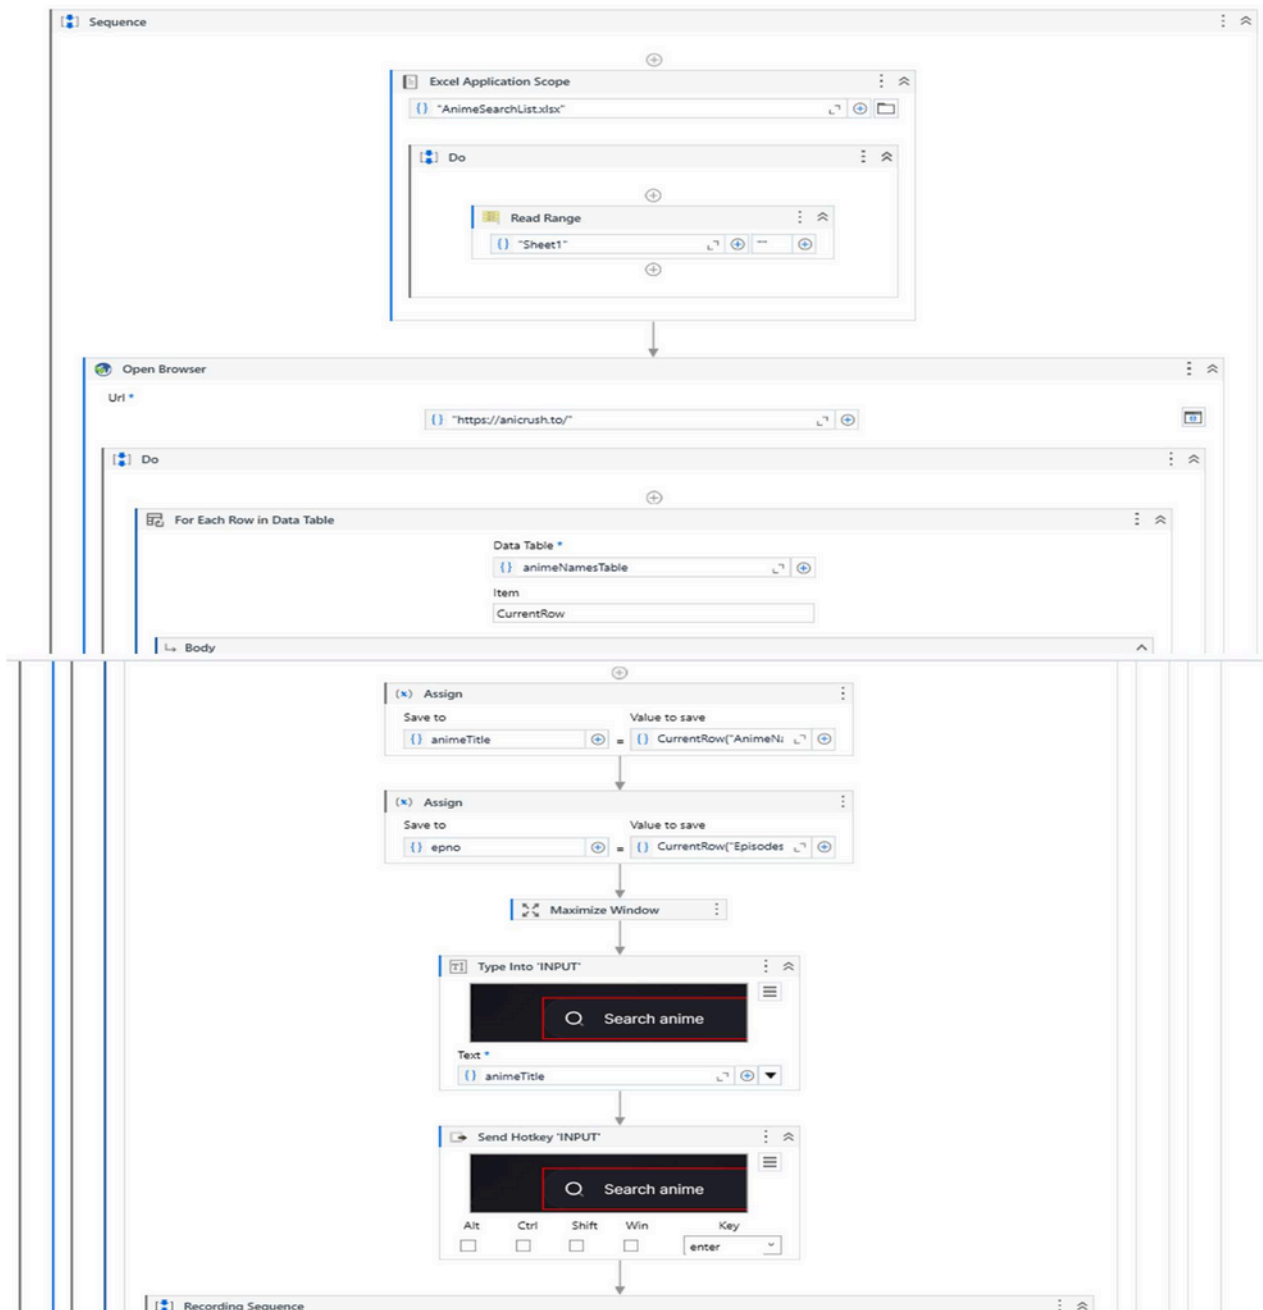 Sequence
Excel Application Scope
{} "AnimeSearchList.xlsx"
Do
Read Range
{} "Sheet1" ""
Open Browser
Url *
{} "https://anicrush.to/"
Do
For Each Row in Data Table
Data Table *
{} animeNamesTable
Item
CurrentRow
Body
(x) Assign
Save to Value to save
{} animeTitle = {} CurrentRow("AnimeNa
(x) Assign
Save to Value to save
{} epno = {} CurrentRow("Episodes
Maximize Window
Type Into 'INPUT'
Search anime
Text *
{} animeTitle
Send Hotkey 'INPUT'
Search anime
Alt Ctrl Shift Win Key
enter
Recording Sequence